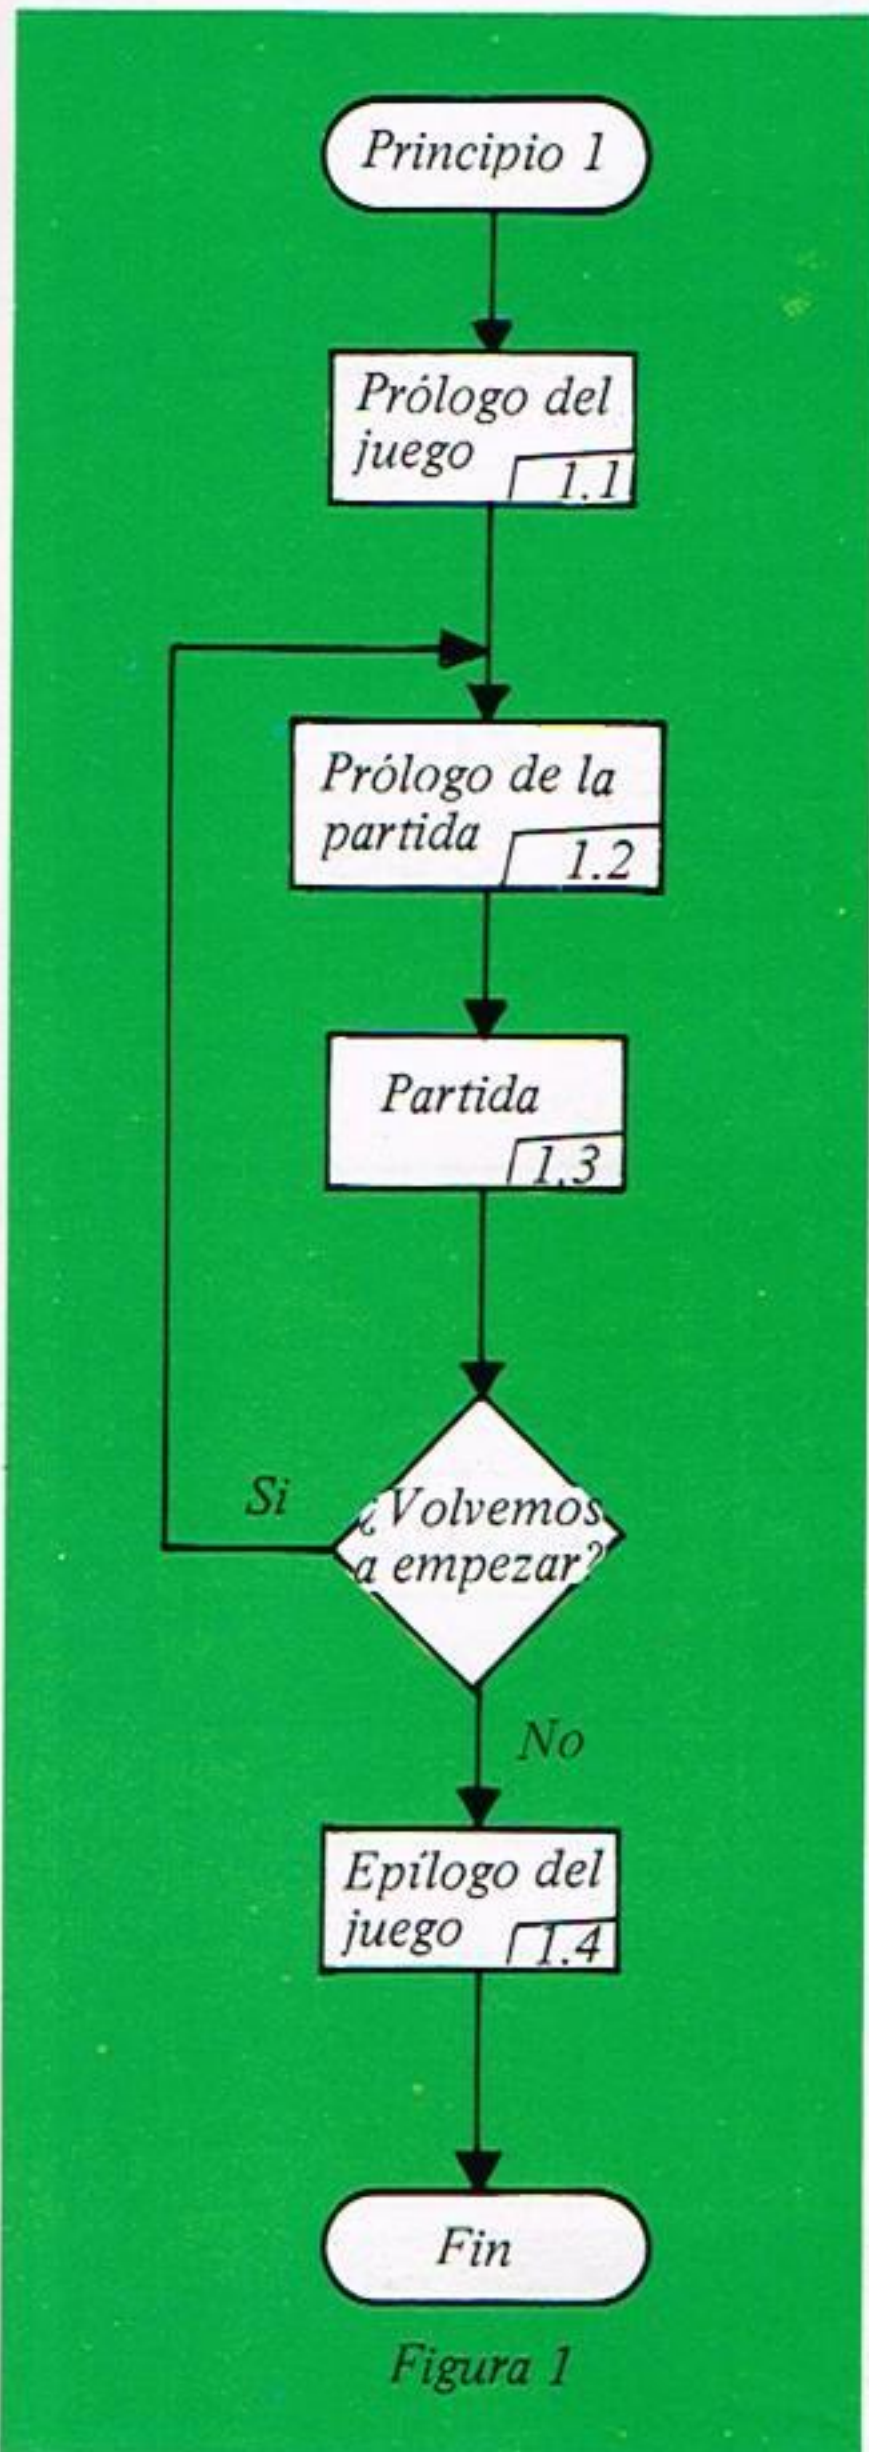 Principio 1
Prólogo del
juego
1.1
Prólogo de la
partida
1.2
Partida
1.3
Si
¿Volvemos
a empezar?
No
Epílogo del
juego
1.4
Fin
Figura 1